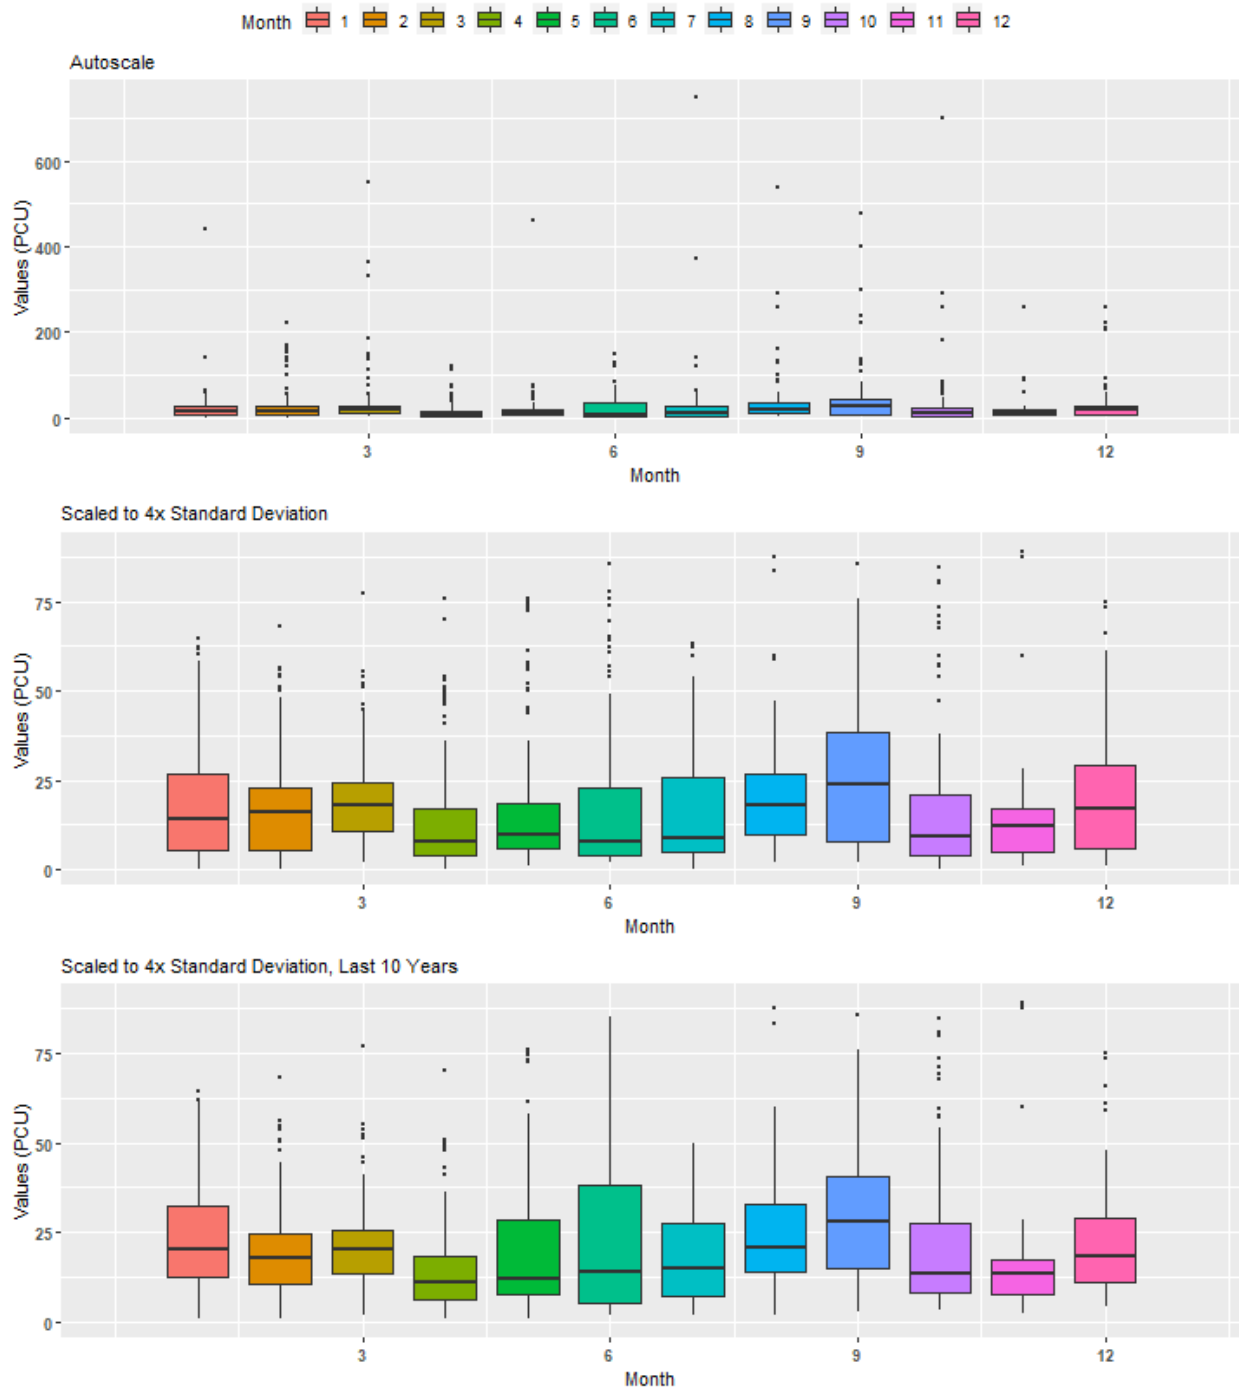 Month 1 2 3 4 5 6 7 8 9 10 11 12
Autoscale
600
400
200
0
Values (PCU)
3 6 9 12
Month
Scaled to 4x Standard Deviation
75
50
25
0
Values (PCU)
3 6 9 12
Month
Scaled to 4x Standard Deviation, Last 10 Years
75
50
25
0
Values (PCU)
3 6 9 12
Month